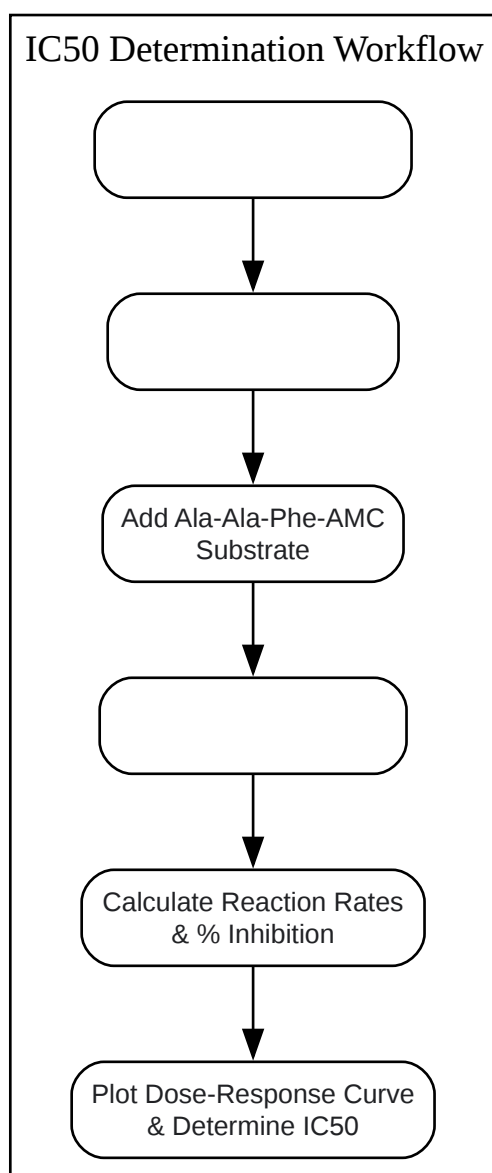 IC50 Determination Workflow
Add Ala-Ala-Phe-AMC
Substrate
Calculate Reaction Rates
& % Inhibition
Plot Dose-Response Curve
& Determine IC50